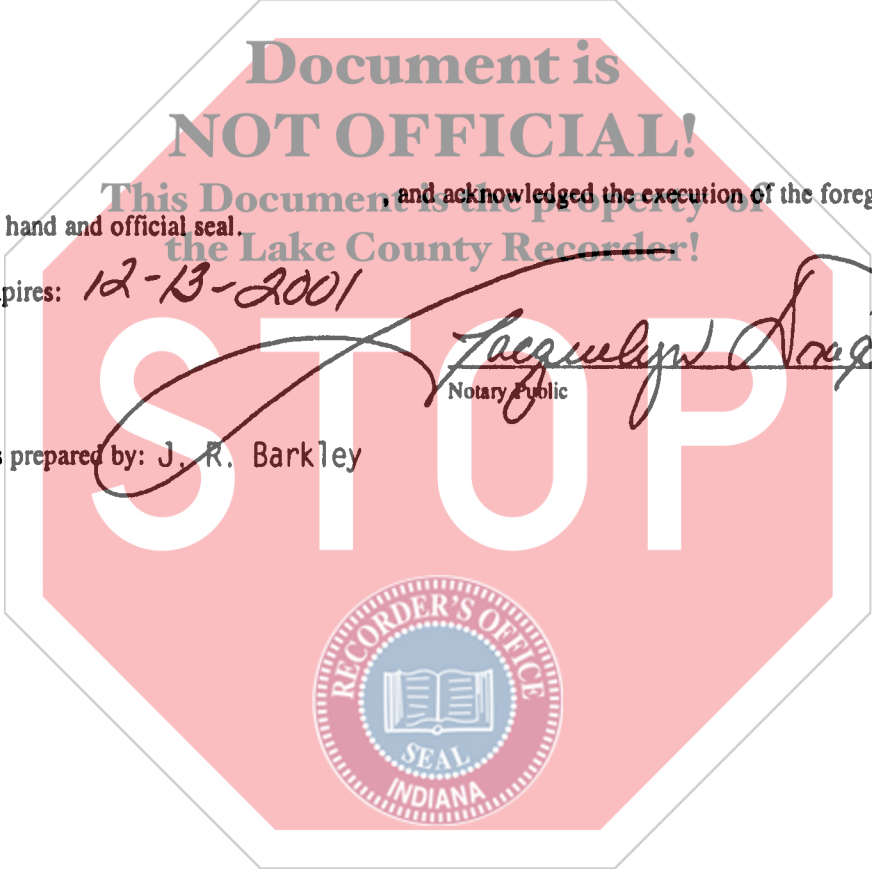 Document is
NOT OFFICIAL!
This Document is the property of
the Lake County Recorder!
, and acknowledged the execution of the foreg
hand and official seal.
pires: 12-13-2001
Jacquelyn
Notary Public
s prepared by: J. R. Barkley
STOP
RECORDER'S OFFICE
SEAL
INDIANA